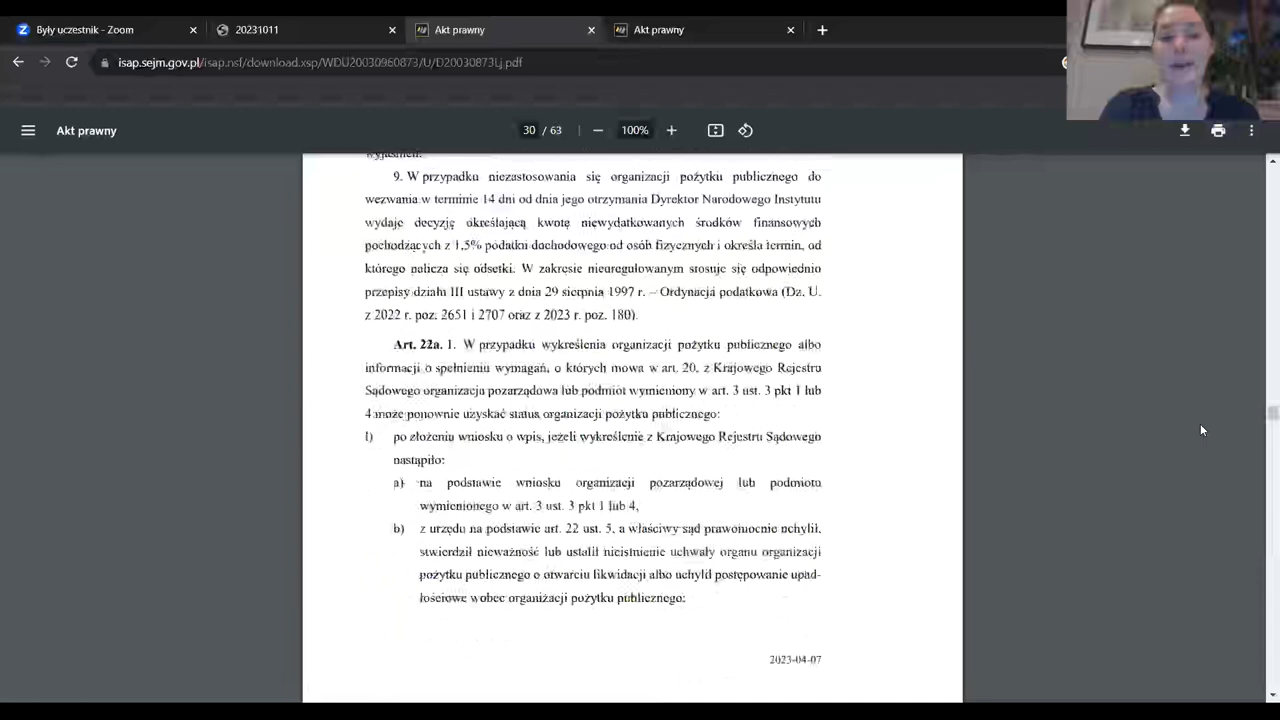 Były uczestnik - Zoom
20231011
Akt prawny
Akt prawny
isap.sejm.gov.pl/isap.nsf/download.xsp/WDU20030960873/U/D20030873Lj.pdf
Akt prawny
30 / 63
100%
wyjaśnień.
9. W przypadku niezastosowania się organizacji pożytku publicznego do
wezwania w terminie 14 dni od dnia jego otrzymania Dyrektor Narodowego Instytutu
wydaje decyzję określającą kwotę niewydatkowanych środków finansowych
pochodzących z 1,5% podatku dochodowego od osób fizycznych i określa termin, od
którego nalicza się odsetki. W zakresie nieuregulowanym stosuje się odpowiednio
przepisy działu III ustawy z dnia 29 sierpnia 1997 r. – Ordynacja podatkowa (Dz. U.
z 2022 r. poz. 2651 i 2707 oraz z 2023 r. poz. 180).
Art. 22a. 1. W przypadku wykreślenia organizacji pożytku publicznego albo
informacji o spełnieniu wymagań, o których mowa w art. 20, z Krajowego Rejestru
Sądowego organizacja pozarządowa lub podmiot wymieniony w art. 3 ust. 3 pkt 1 lub
4 może ponownie uzyskać status organizacji pożytku publicznego:
1) po złożeniu wniosku o wpis, jeżeli wykreślenie z Krajowego Rejestru Sądowego
nastąpiło:
a) na podstawie wniosku organizacji pozarządowej lub podmiotu
wymienionego w art. 3 ust. 3 pkt 1 lub 4,
b) z urzędu na podstawie art. 22 ust. 5, a właściwy sąd prawomocnie uchylił,
stwierdził nieważność lub ustalił nieistnienie uchwały organu organizacji
pożytku publicznego o otwarciu likwidacji albo uchylił postępowanie upad-
łościowe wobec organizacji pożytku publicznego;
2023-04-07